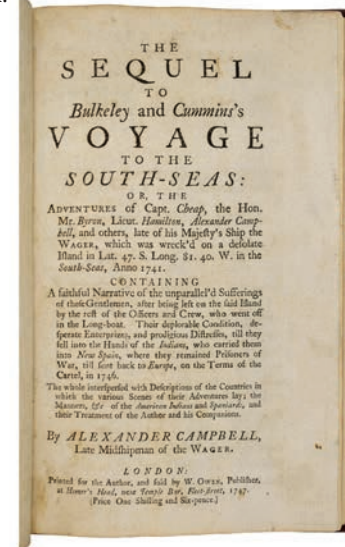 THE
SEQUEL
TO
Bulkeley and Cummins's
VOYAGE
TO THE
SOUTH-SEAS:
OR, THE
ADVENTURES of Capt. Cheap, the Hon.
Mr. Byron, Lieut. Hamilton, Alexander Camp-
bell, and others, late of his Majesty's Ship the
WAGER, which was wreck'd on a desolate
Island in Lat. 47. S. Long. 81. 40. W. in the
South-Seas, Anno 1741.
CONTAINING
A faithful Narrative of the unparallel'd Sufferings
of these Gentlemen, after being left on the said Island
by the rest of the Officers and Crew, who went off
in the Long-boat. Their deplorable Condition, de-
sperate Enterprizes, and prodigious Distresses, till they
fell into the Hands of the Indians, who carried them
into New Spain, where they remained Prisoners of
War, till sent back to Europe, on the Terms of the
Cartel, in 1746.
The whole interspersed with Descriptions of the Countries in
which the various Scenes of their Adventures lay; the
Manners, &c of the American Indians and Spaniards, and
their Treatment of the Author and his Companions.
By ALEXANDER CAMPBELL,
Late Midshipman of the WAGER.
LONDON:
Printed for the Author, and sold by W. OWEN, Publisher,
at Homer's Head, near Temple Bar, Fleet-street, 1747.
(Price One Shilling and Six-pence.)